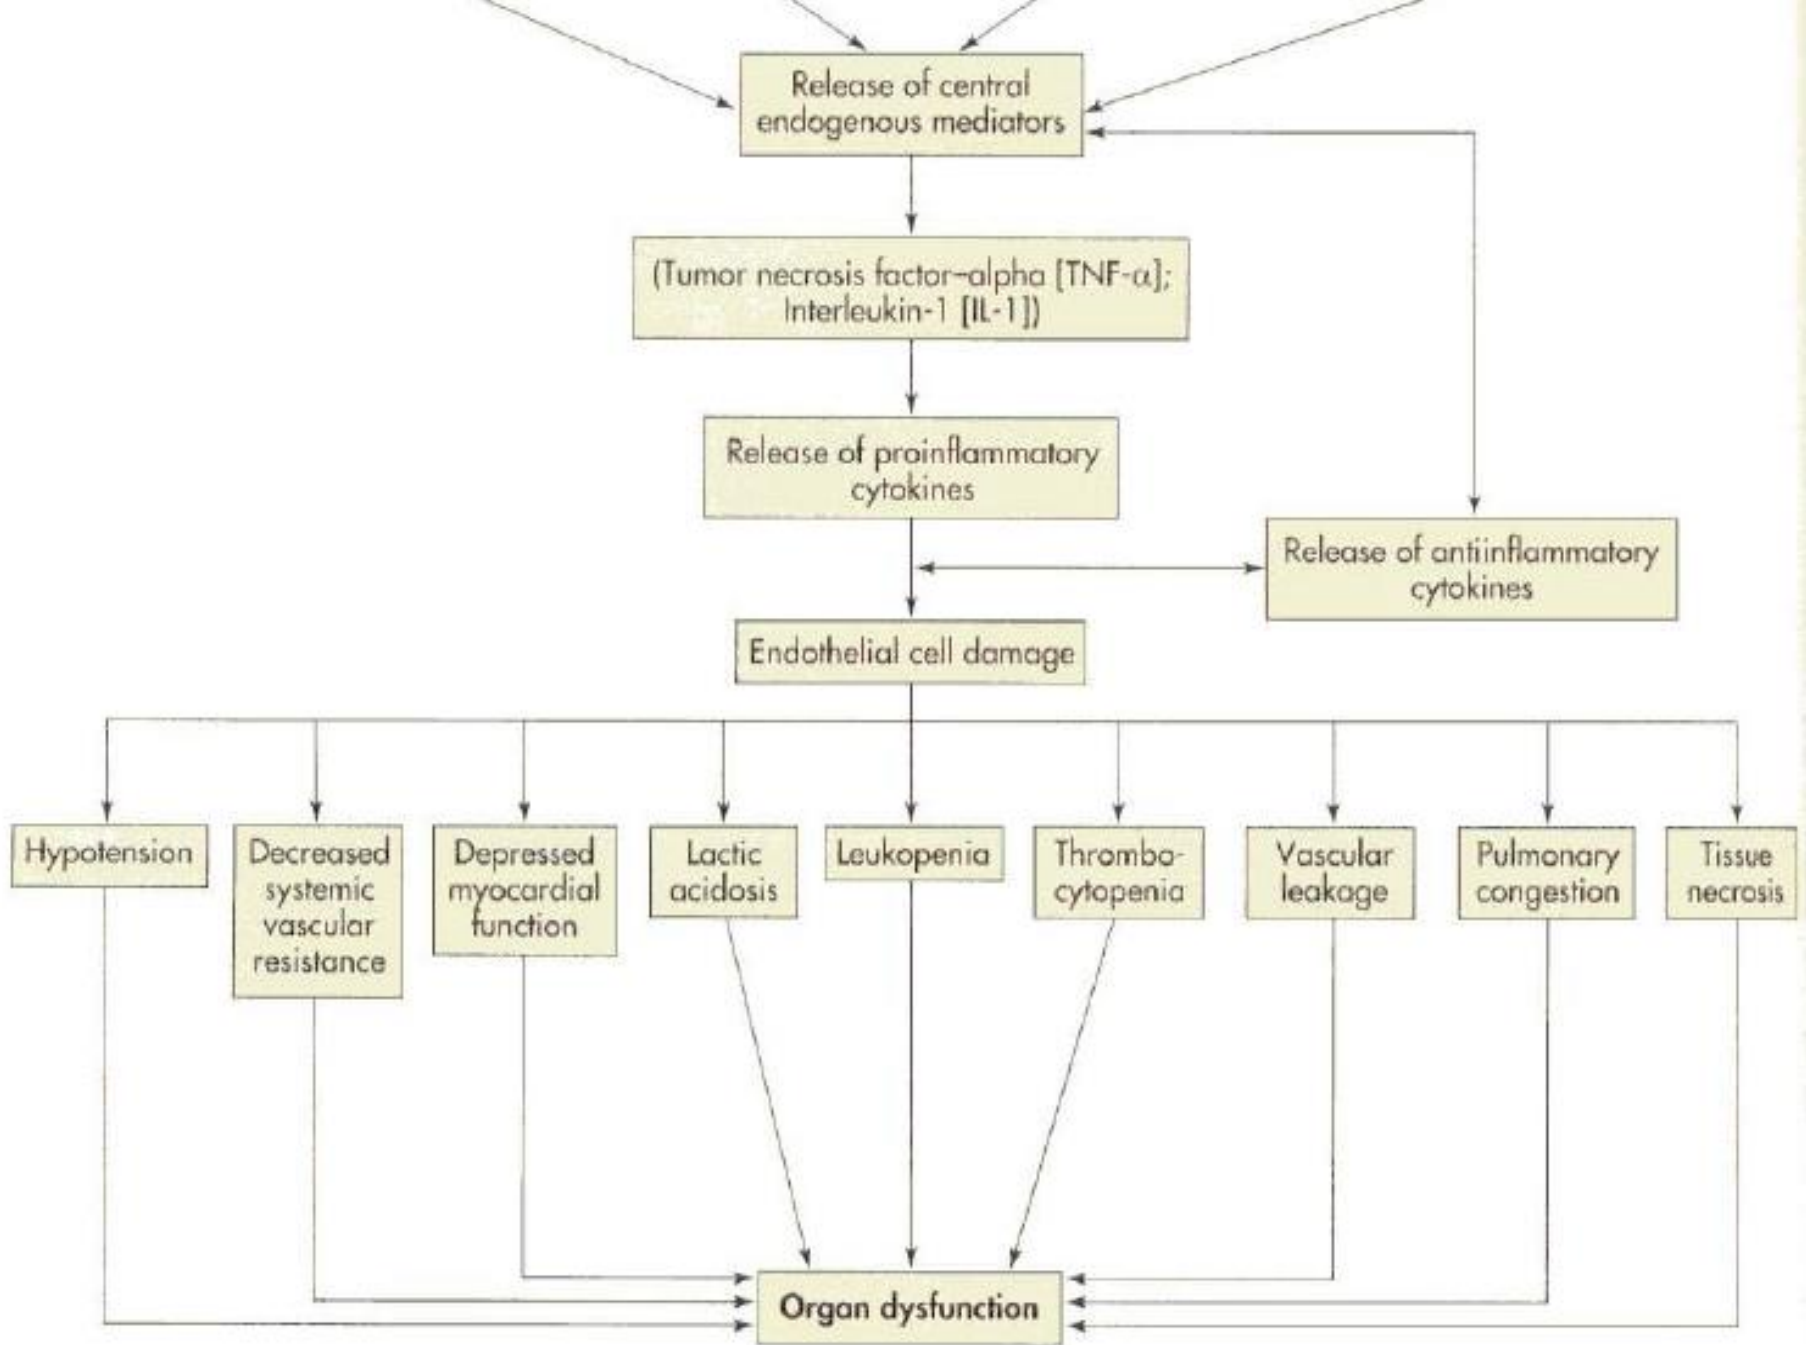 Release of central
endogenous mediators
(Tumor necrosis factor–alpha [TNF-α];
Interleukin-1 [IL-1])
Release of proinflammatory
cytokines
Release of antiinflammatory
cytokines
Endothelial cell damage
Hypotension
Decreased
systemic
vascular
resistance
Depressed
myocardial
function
Lactic
acidosis
Leukopenia
Thrombo-
cytopenia
Vascular
leakage
Pulmonary
congestion
Tissue
necrosis
Organ dysfunction